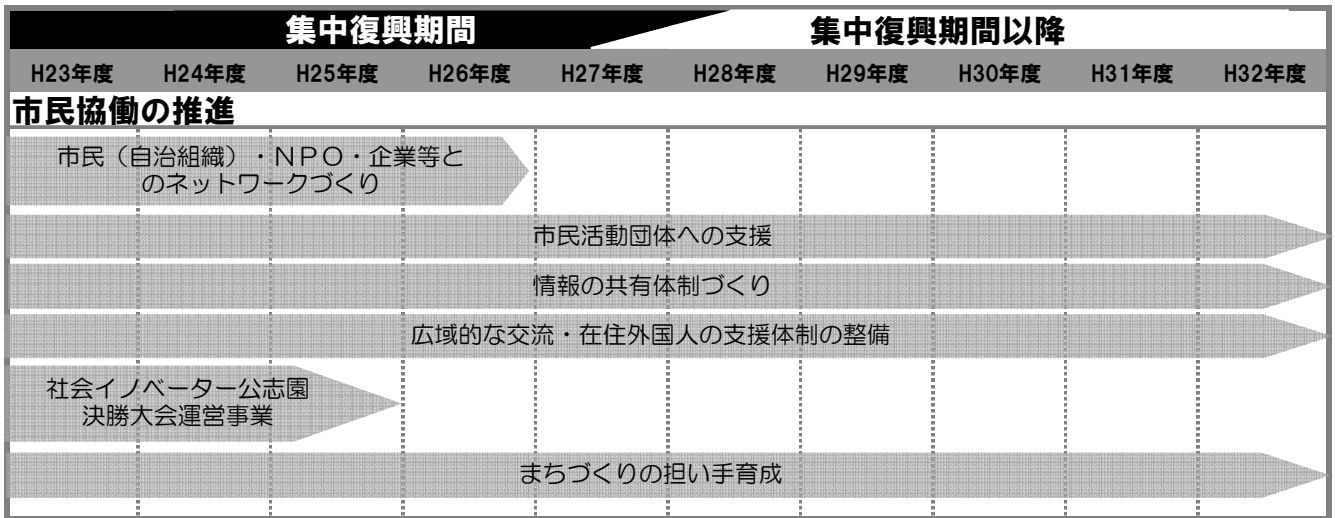 集中復興期間 集中復興期間以降
H23年度 H24年度 H25年度 H26年度 H27年度 H28年度 H29年度 H30年度 H31年度 H32年度
市民協働の推進
市民（自治組織）・ＮＰＯ・企業等と
のネットワークづくり
市民活動団体への支援
情報の共有体制づくり
広域的な交流・在住外国人の支援体制の整備
社会イノベーター公志園
決勝大会運営事業
まちづくりの担い手育成